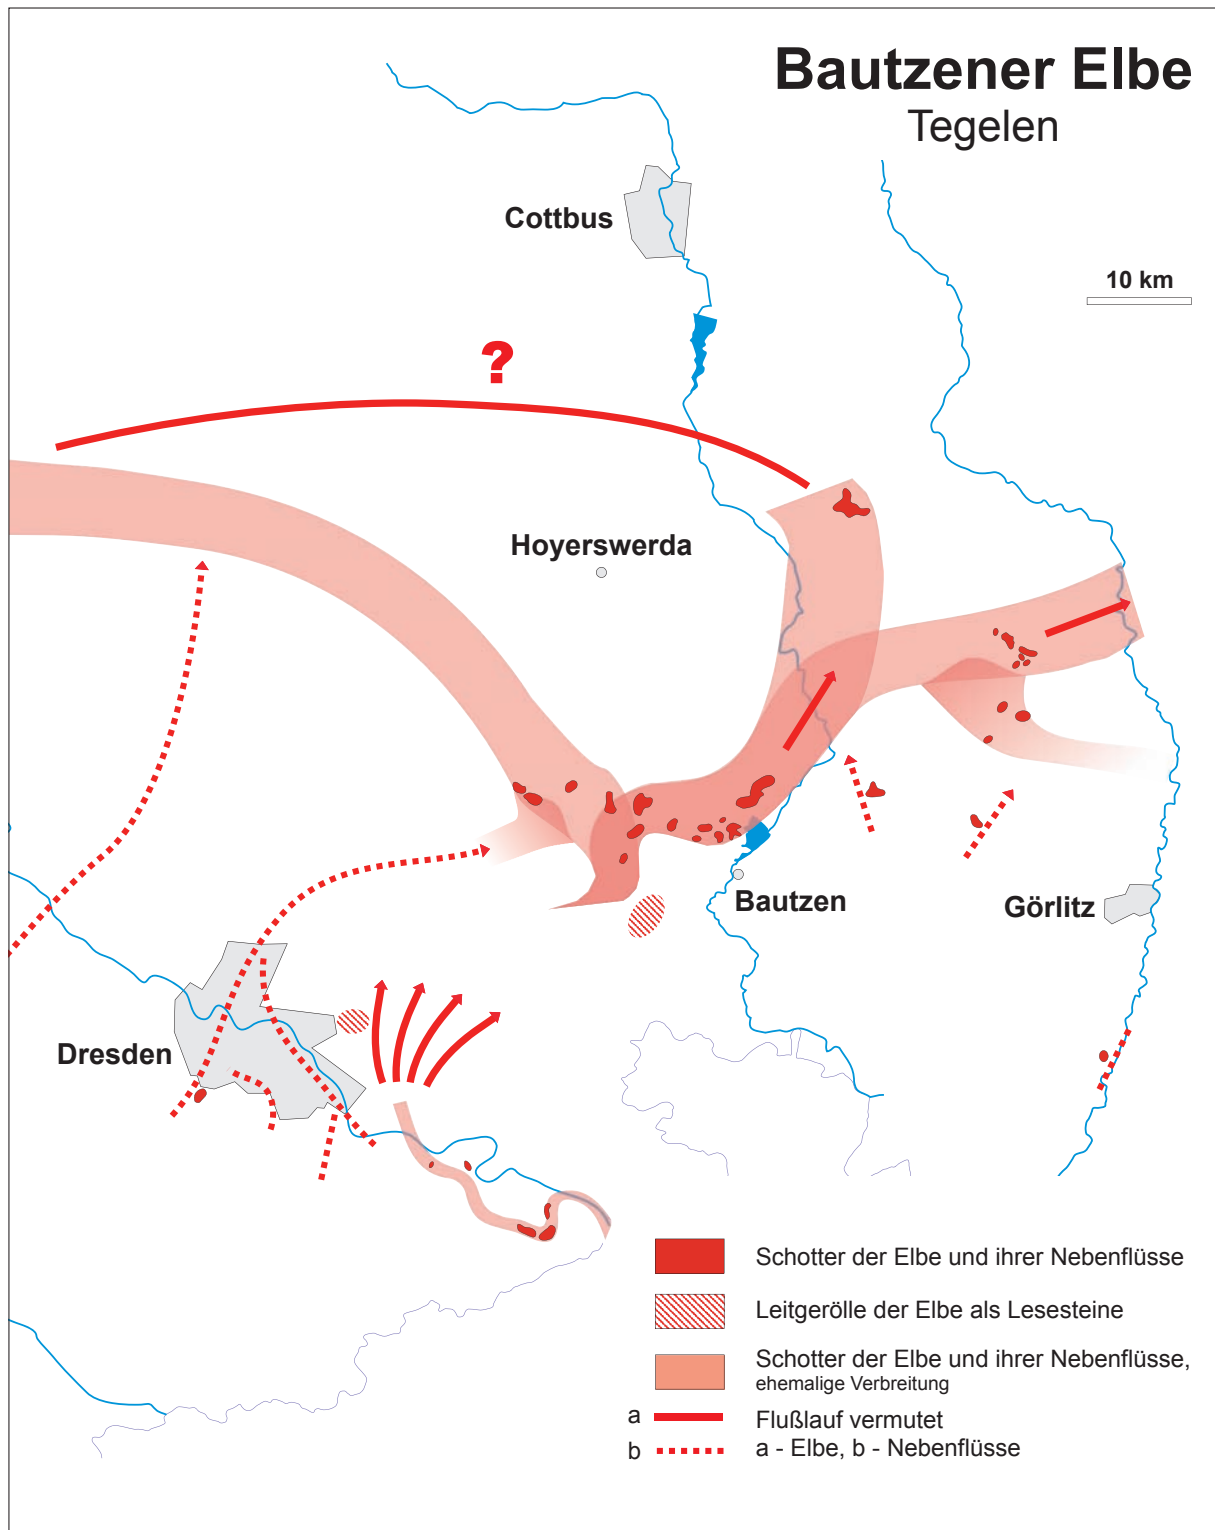 Bautzener Elbe
Tegelen
Cottbus
10 km
?
Hoyerswerda
Bautzen
Görlitz
Dresden
Schotter der Elbe und ihrer Nebenflüsse
Leitgerölle der Elbe als Lesesteine
Schotter der Elbe und ihrer Nebenflüsse,
ehemalige Verbreitung
a Flußlauf vermutet
b a - Elbe, b - Nebenflüsse